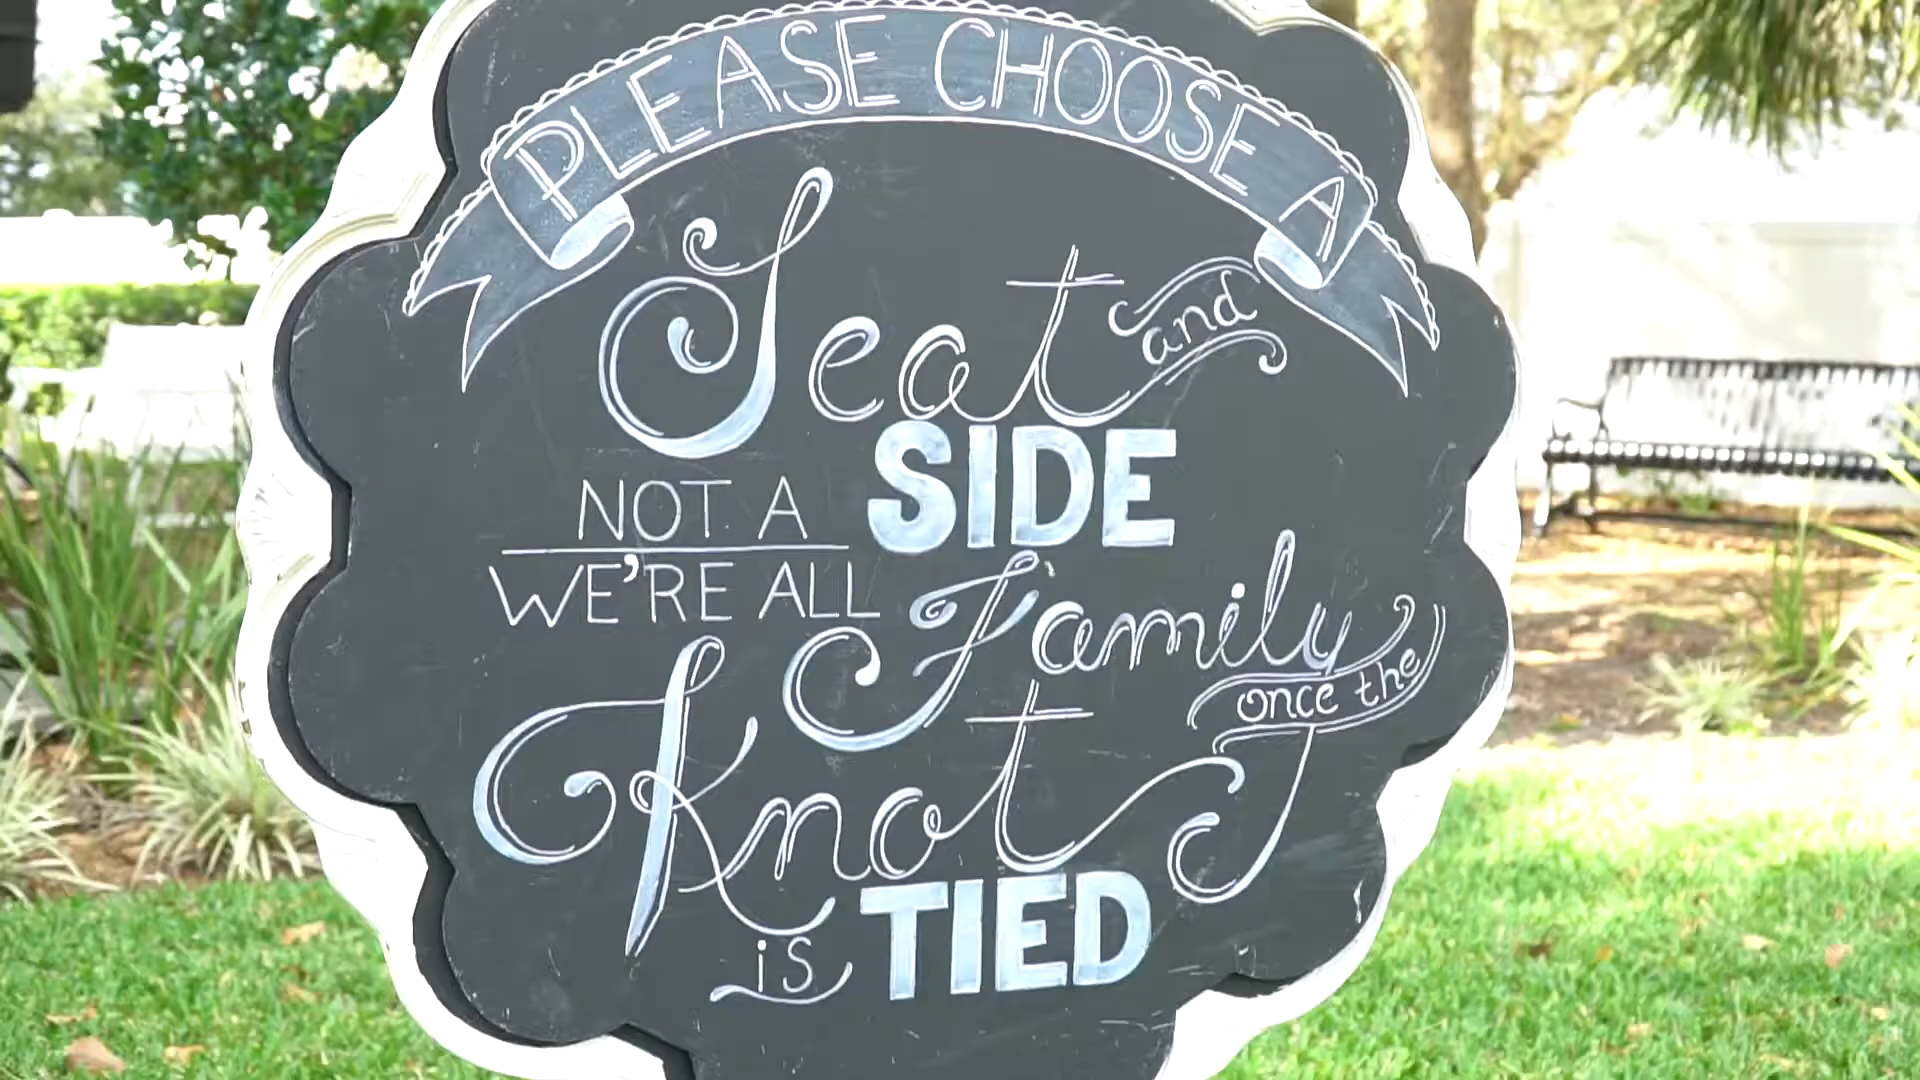 PLEASE CHOOSE A
Seat and
NOT A SIDE
WE'RE ALL Family
once the
Knot
is TIED